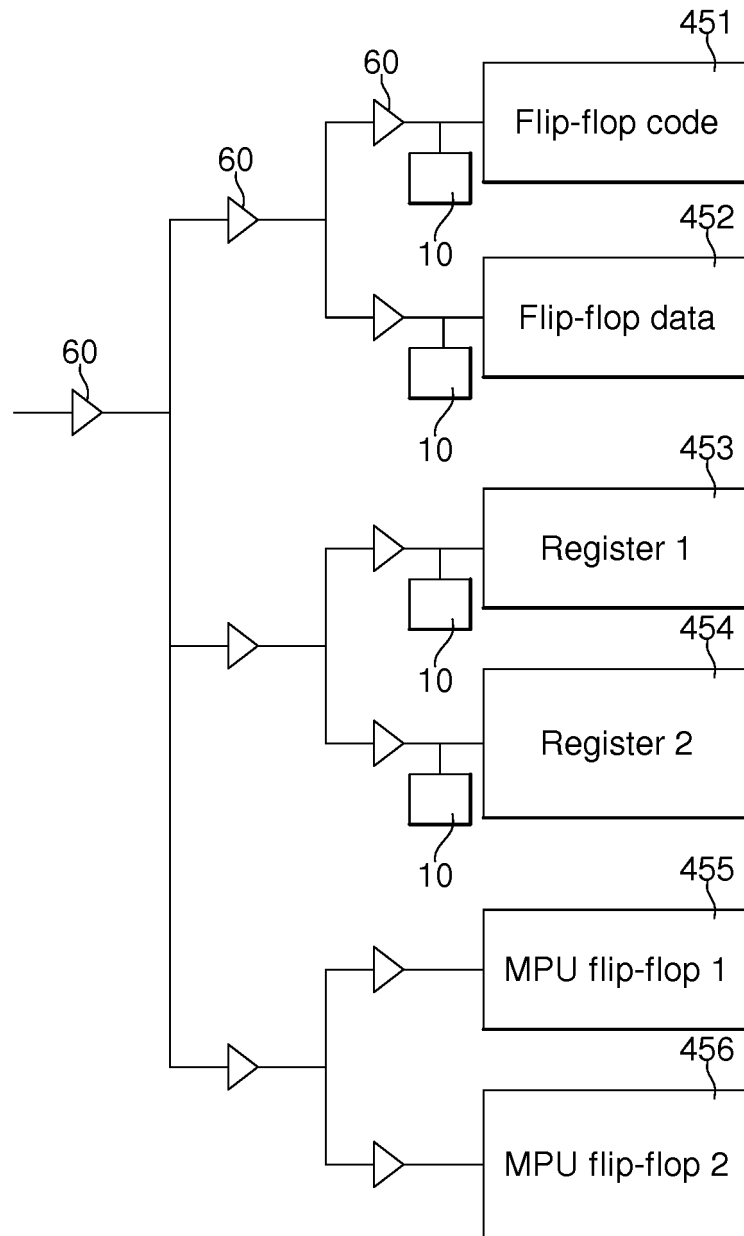 451
60
Flip-flop code
60
10
452
Flip-flop data
60
10
453
Register 1
10
454
Register 2
10
455
MPU flip-flop 1
456
MPU flip-flop 2